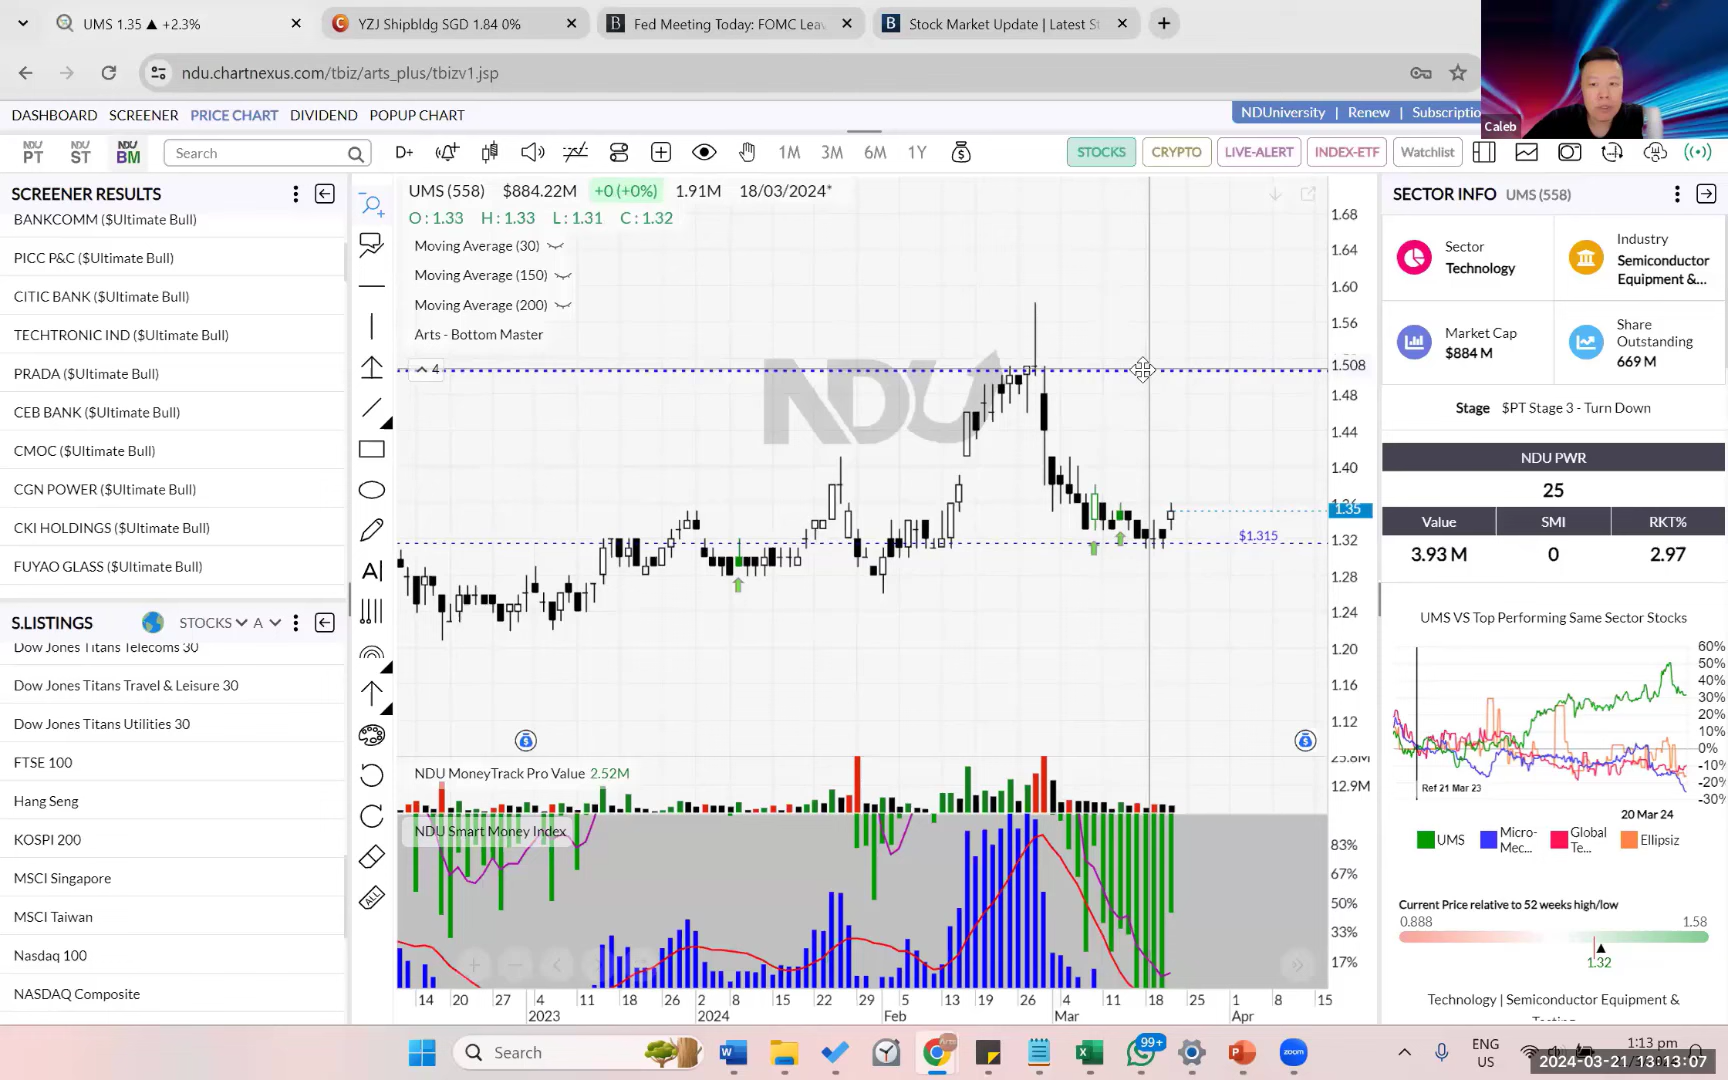 UMS 1.35 ▲ +2.3%
YZJ Shipbldg SGD 1.84 0%
Fed Meeting Today: FOMC Leav
Stock Market Update | Latest St
ndu.chartnexus.com/tbiz/arts_plus/tbizv1.jsp
Caleb
DASHBOARD SCREENER PRICE CHART DIVIDEND POPUP CHART
NDUniversity | Renew | Subscriptio
NDU PT
NDU ST
NDU BM
Search
D+
1M 3M 6M 1Y
STOCKS CRYPTO LIVE-ALERT INDEX-ETF Watchlist
SCREENER RESULTS
BANKCOMM ($Ultimate Bull)
PICC P&C ($Ultimate Bull)
CITIC BANK ($Ultimate Bull)
TECHTRONIC IND ($Ultimate Bull)
PRADA ($Ultimate Bull)
CEB BANK ($Ultimate Bull)
CMOC ($Ultimate Bull)
CGN POWER ($Ultimate Bull)
CKI HOLDINGS ($Ultimate Bull)
FUYAO GLASS ($Ultimate Bull)
S.LISTINGS STOCKS A
Dow Jones Titans Telecoms 30
Dow Jones Titans Travel & Leisure 30
Dow Jones Titans Utilities 30
FTSE 100
Hang Seng
KOSPI 200
MSCI Singapore
MSCI Taiwan
Nasdaq 100
NASDAQ Composite
A
ALL
UMS (558) $884.22M +0 (+0%) 1.91M 18/03/2024*
O : 1.33 H : 1.33 L : 1.31 C : 1.32
Moving Average (30)
Moving Average (150)
Moving Average (200)
Arts - Bottom Master
4
NDU
$1.315
1.68
1.64
1.60
1.56
1.508
1.48
1.44
1.40
1.35
1.32
1.28
1.24
1.20
1.16
1.12
NDU MoneyTrack Pro Value 2.52M
25.8M
12.9M
NDU Smart Money Index
83%
67%
50%
33%
17%
14 20 27 4 11 18 26 2 8 15 22 29 5 13 19 26 4 11 18 25 1 8 15
2023 2024 Feb Mar Apr
SECTOR INFO UMS (558)
Sector
Technology
Industry
Semiconductor
Equipment &...
Market Cap
$884 M
Share
Outstanding
669 M
Stage $PT Stage 3 - Turn Down
NDU PWR
25
Value SMI RKT%
3.93 M 0 2.97
UMS VS Top Performing Same Sector Stocks
60%
50%
40%
30%
20%
10%
0%
-10%
-20%
-30%
Ref 21 Mar 23
20 Mar 24
UMS
Micro-Mec...
Global Te...
Ellipsiz
Current Price relative to 52 weeks high/low
0.888 1.58
1.32
Technology | Semiconductor Equipment &
Search
99+
zoom
ENG
US
1:13 pm
2024-03-21 13:13:07